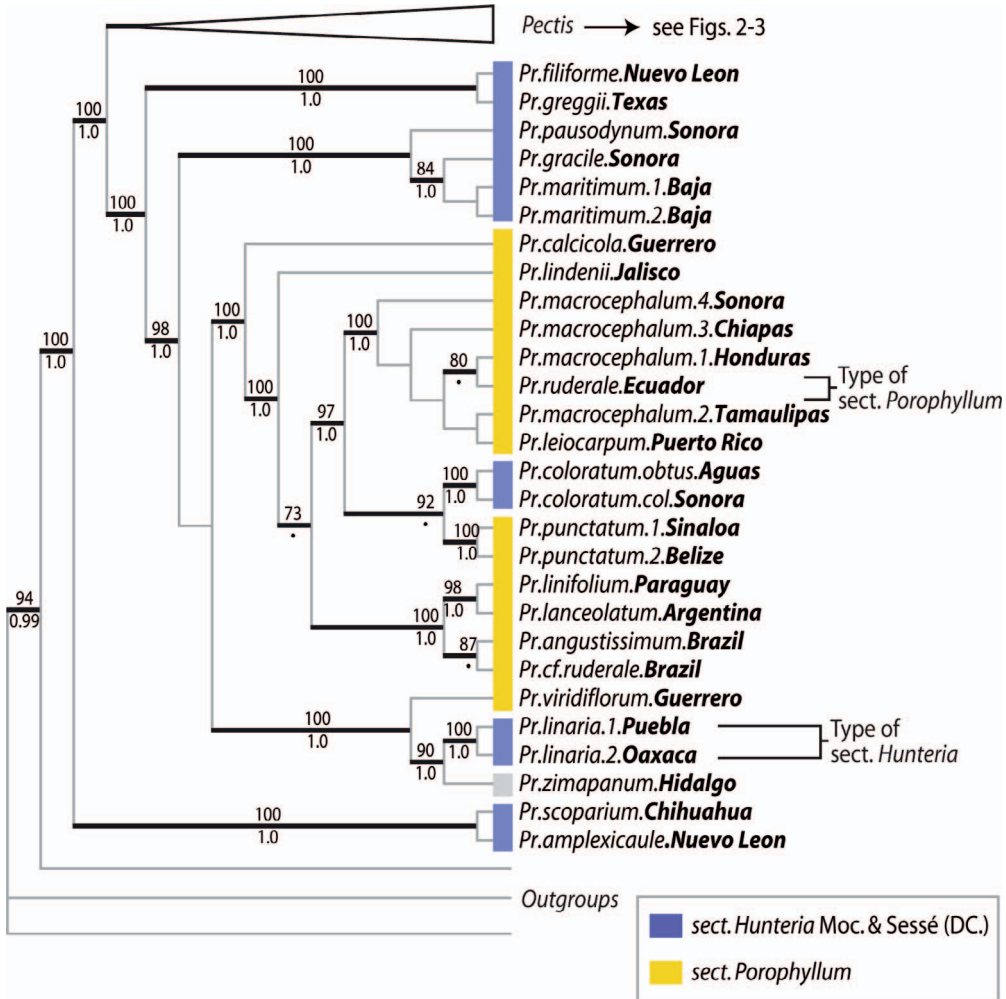 Pectis → see Figs. 2-3
Pr.filiforme.Nuevo Leon
100
1.0
Pr.greggii.Texas
100
1.0
Pr.pausodynum.Sonora
100
1.0
Pr.gracile.Sonora
84
1.0
Pr.maritimum.1.Baja
100
1.0
Pr.maritimum.2.Baja
Pr.calcicola.Guerrero
Pr.lindenii.Jalisco
Pr.macrocephalum.4.Sonora
100
1.0
100
1.0
Pr.macrocephalum.3.Chiapas
98
1.0
100
1.0
Pr.macrocephalum.1.Honduras
80
•
Pr.ruderale.Ecuador
Type of
sect. Porophyllum
100
1.0
Pr.macrocephalum.2.Tamaulipas
97
1.0
Pr.leiocarpum.Puerto Rico
Pr.coloratum.obtus.Aguas
100
1.0
Pr.coloratum.col.Sonora
92
•
73
•
Pr.punctatum.1.Sinaloa
100
1.0
Pr.punctatum.2.Belize
Pr.linifolium.Paraguay
98
1.0
94
0.99
Pr.lanceolatum.Argentina
100
1.0
Pr.angustissimum.Brazil
87
•
Pr.cf.ruderale.Brazil
Pr.viridiflorum.Guerrero
100
1.0
Pr.linaria.1.Puebla
100
1.0
Type of
sect. Hunteria
Pr.linaria.2.Oaxaca
90
1.0
Pr.zimapanum.Hidalgo
Pr.scoparium.Chihuahua
100
1.0
Pr.amplexicaule.Nuevo Leon
Outgroups
sect. Hunteria Moc. & Sessé (DC.)
sect. Porophyllum